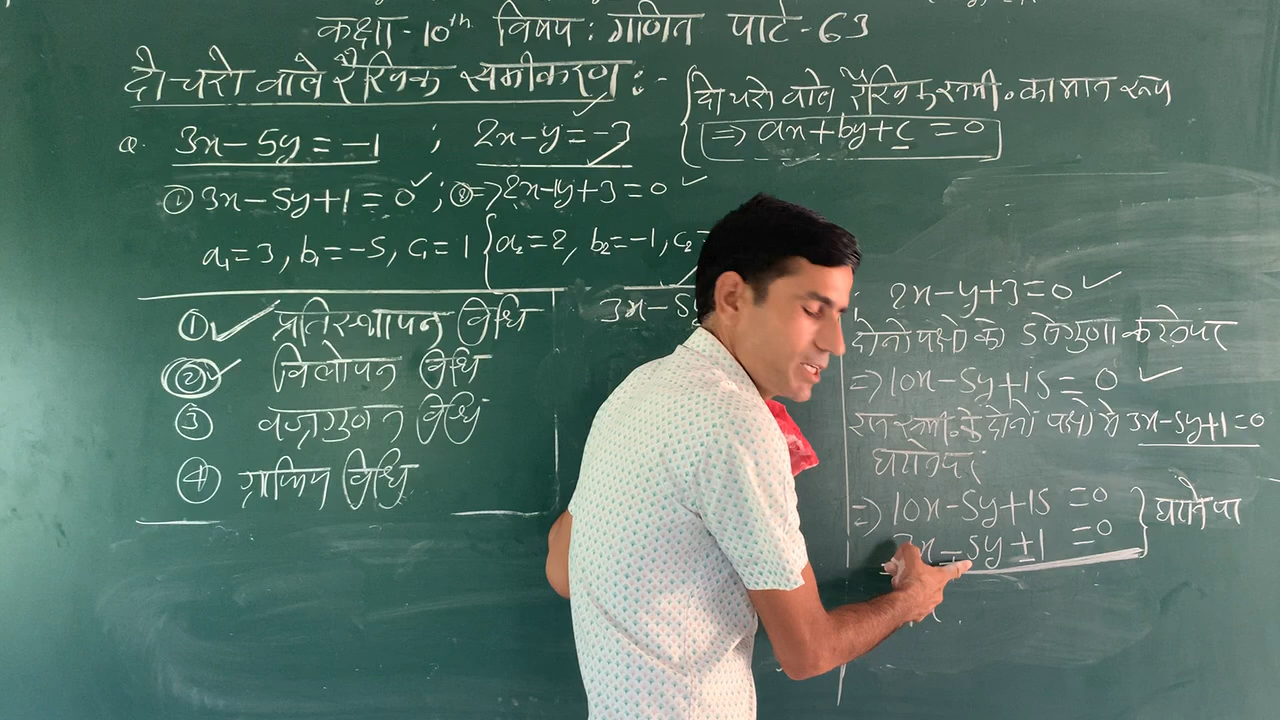 कक्षा-10th विषय: गणित पार्ट-63
दो चरो वाले रैखिक समीकरण :-
{दो चरो वाले रैखिक समी॰ का मान रूप
⇒ ax+by+c=0
Q. 3x-5y=-1 ; 2x-y=-3
① 3x-5y+1=0 ; ②⇒ 2x-1y+3=0
a₁=3, b₁=-5, c₁=1 { a₂=2, b₂=-1, c₂=
① प्रतिस्थापन विधि
② विलोपन विधि
③ वज्रगुणन विधि
④ ग्राफिय विधि
3x-5y
2x-y+3=0
दोनो पक्षो को 5 से गुणा करने पर
⇒ 10x-5y+15=0
समी॰ के दोनो पक्षो से 3x-5y+1=0
घटाने पर
⇒ 10x-5y+15=0
3x-5y+1=0 } घटाने पर